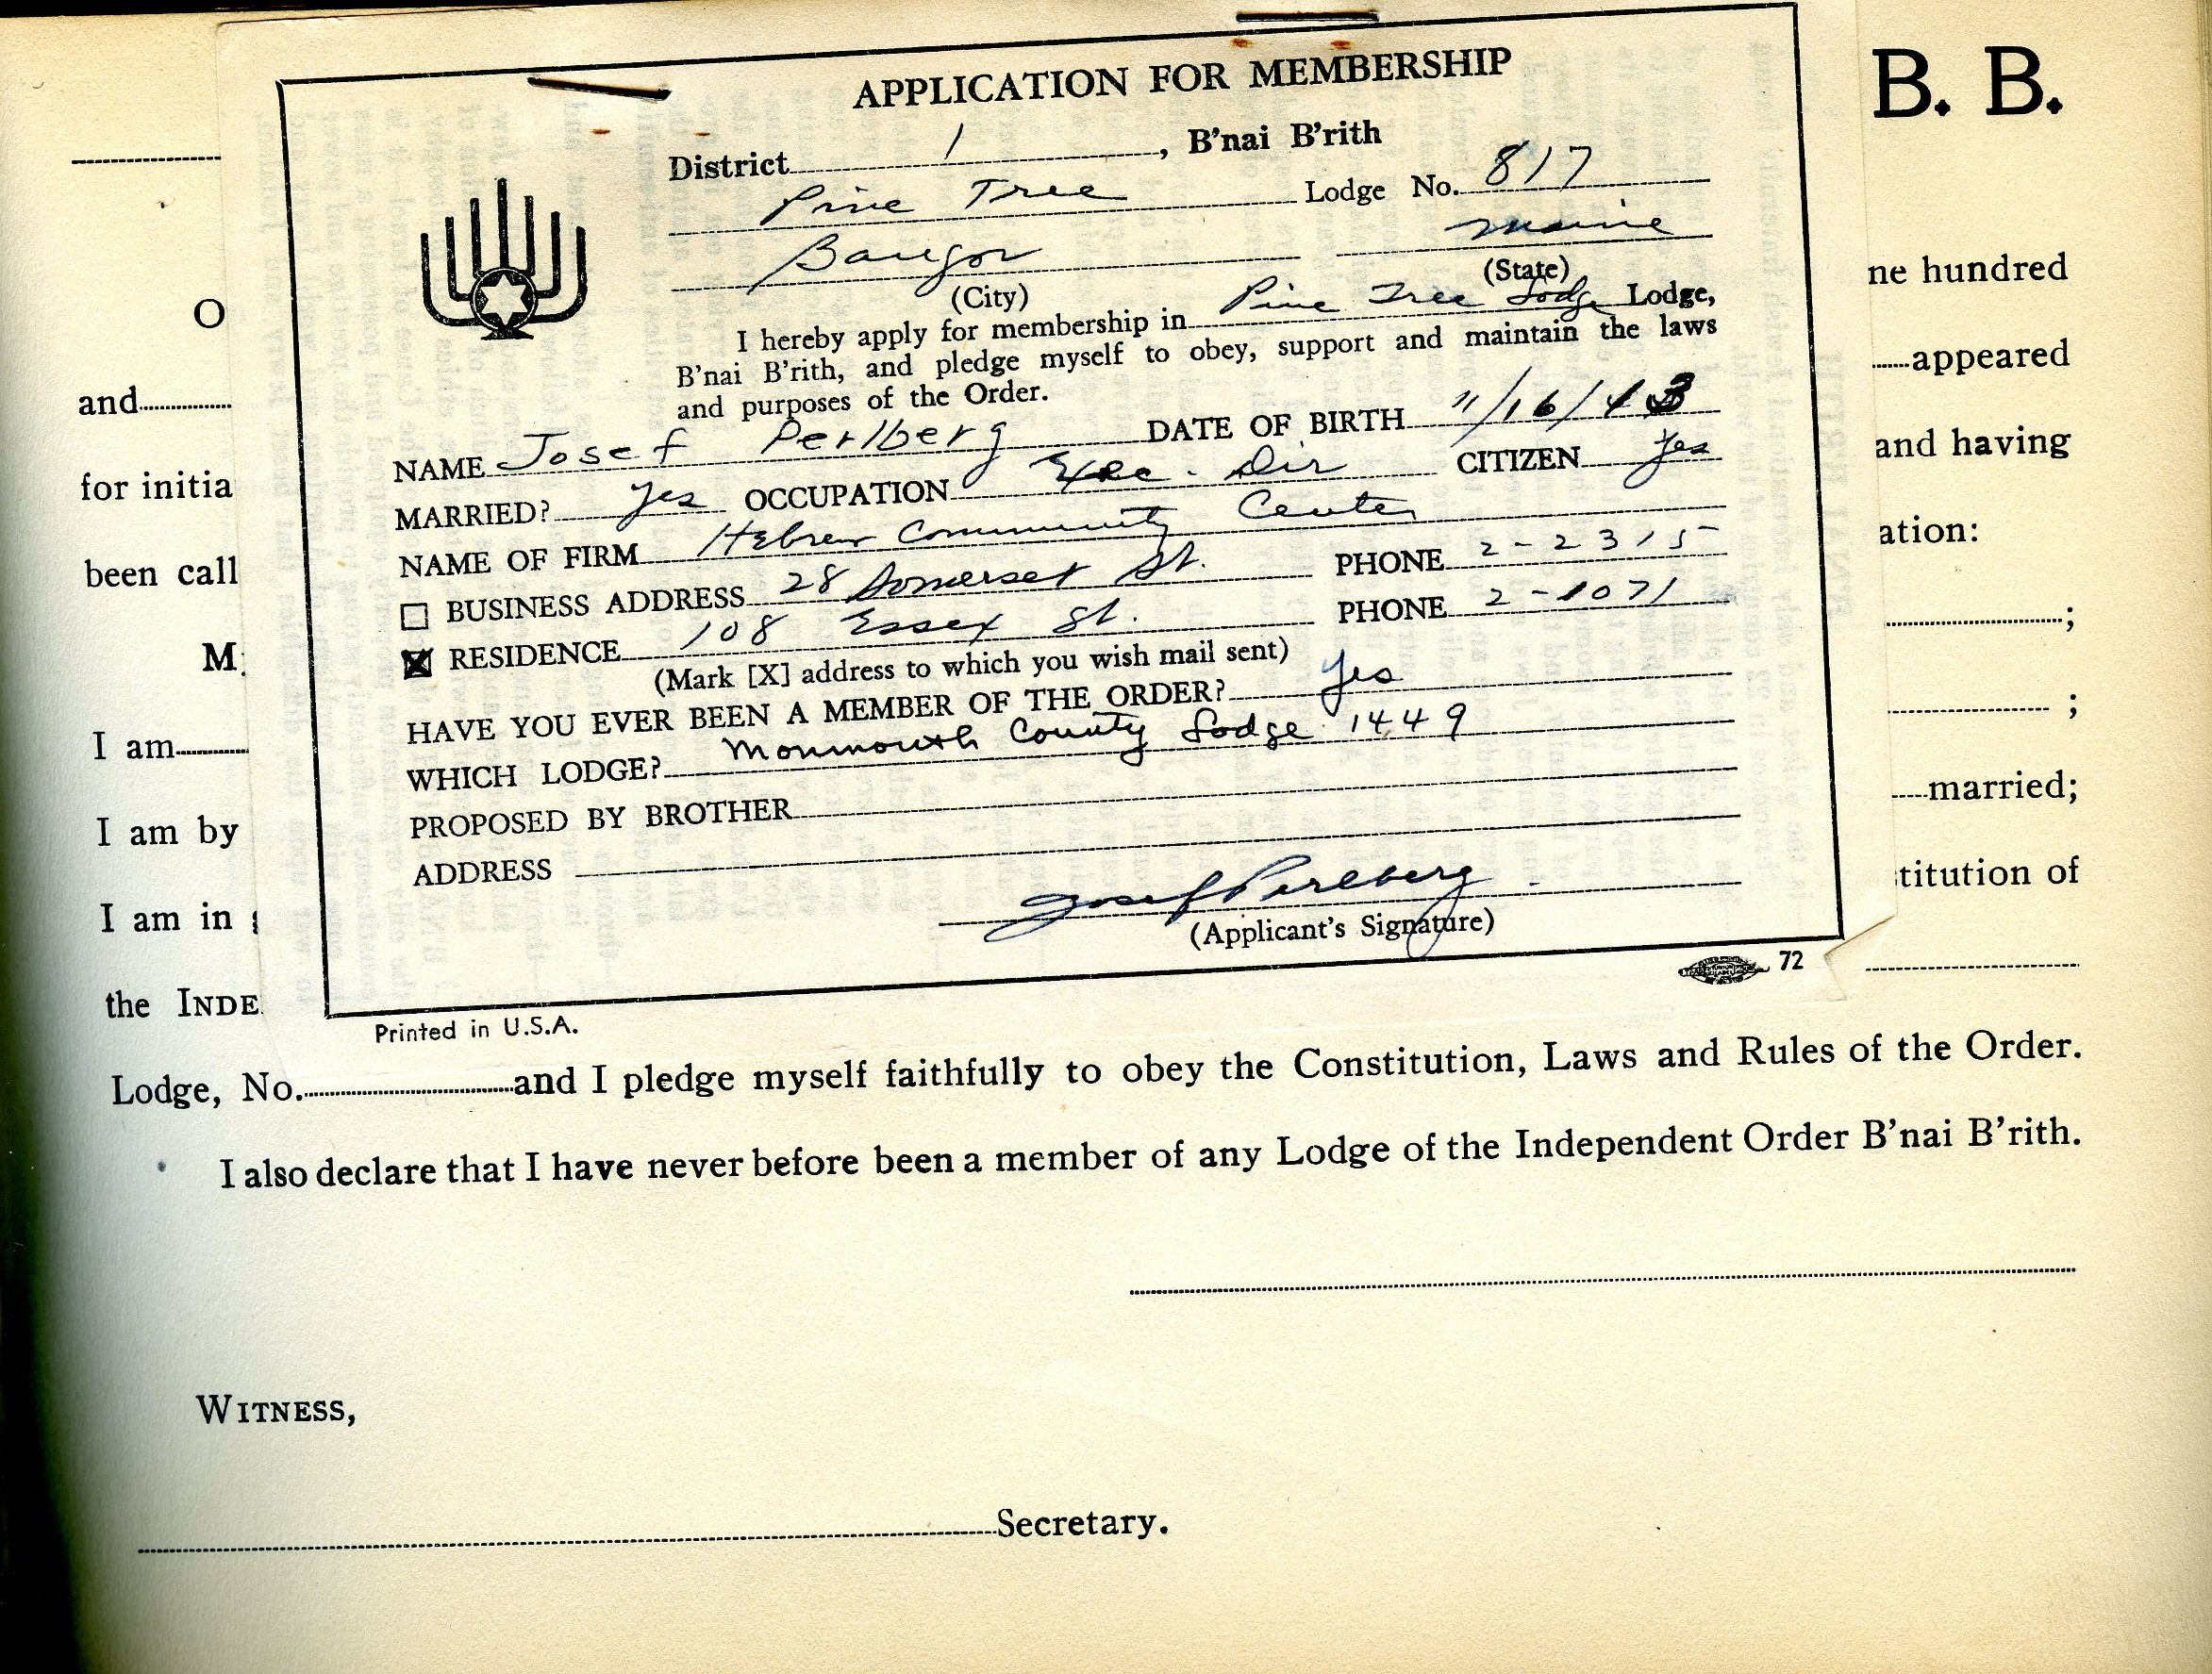 B. B.
APPLICATION FOR MEMBERSHIP
District 1, B'nai B'rith
Pine Tree Lodge No. 817
Bangor Maine
(City) (State)
I hereby apply for membership in Pine Tree Lodge Lodge,
B'nai B'rith, and pledge myself to obey, support and maintain the laws
and purposes of the Order.
NAME Josef Perlberg DATE OF BIRTH 11/16/13
MARRIED? Yes OCCUPATION Exec. Dir CITIZEN Yes
NAME OF FIRM Hebrew Community Center
BUSINESS ADDRESS 28 Somerset St. PHONE 2-2315
RESIDENCE 108 Essex St. PHONE 2-1071
(Mark [X] address to which you wish mail sent)
HAVE YOU EVER BEEN A MEMBER OF THE ORDER? Yes
WHICH LODGE? Monmouth County Lodge 1449
PROPOSED BY BROTHER
ADDRESS
Josef Perlberg
(Applicant's Signature)
72
Printed in U.S.A.
O
ne hundred
and
appeared
for initia
and having
been call
ation:
M
;
I am
;
I am by
married;
I am in
titution of
the INDE
Lodge, No. and I pledge myself faithfully to obey the Constitution, Laws and Rules of the Order.
I also declare that I have never before been a member of any Lodge of the Independent Order B'nai B'rith.
WITNESS,
Secretary.